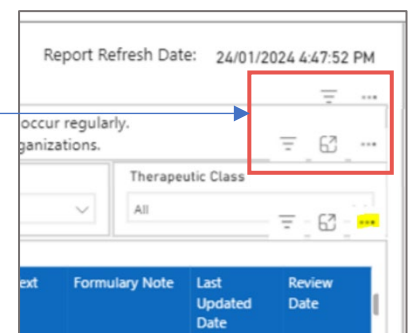 Report Refresh Date: 24/01/2024 4:47:52 PM
occur regularly.
ganizations.
Therapeutic Class
All
ext Formulary Note Last Updated Date Review Date